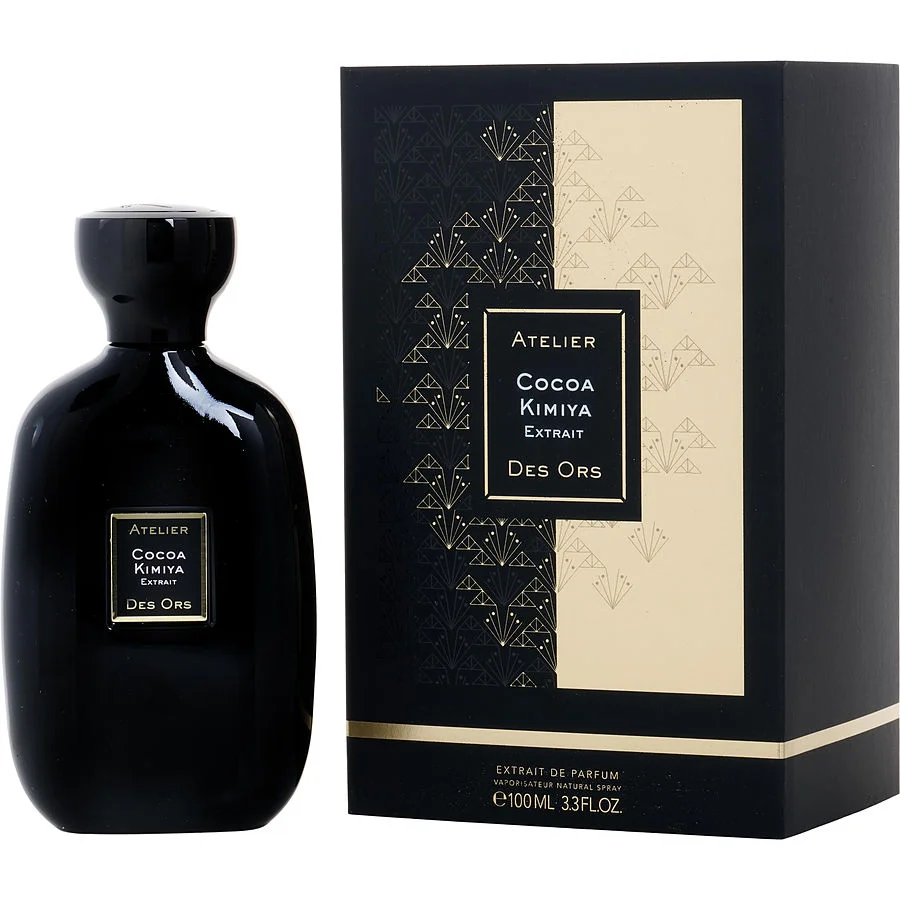 ATELIER
COCOA
KIMIYA
EXTRAIT
DES ORS
ATELIER
COCOA
KIMIYA
EXTRAIT
DES ORS
EXTRAIT DE PARFUM
VAPORISATEUR NATURAL SPRAY
℮100ML 3.3FL.OZ.